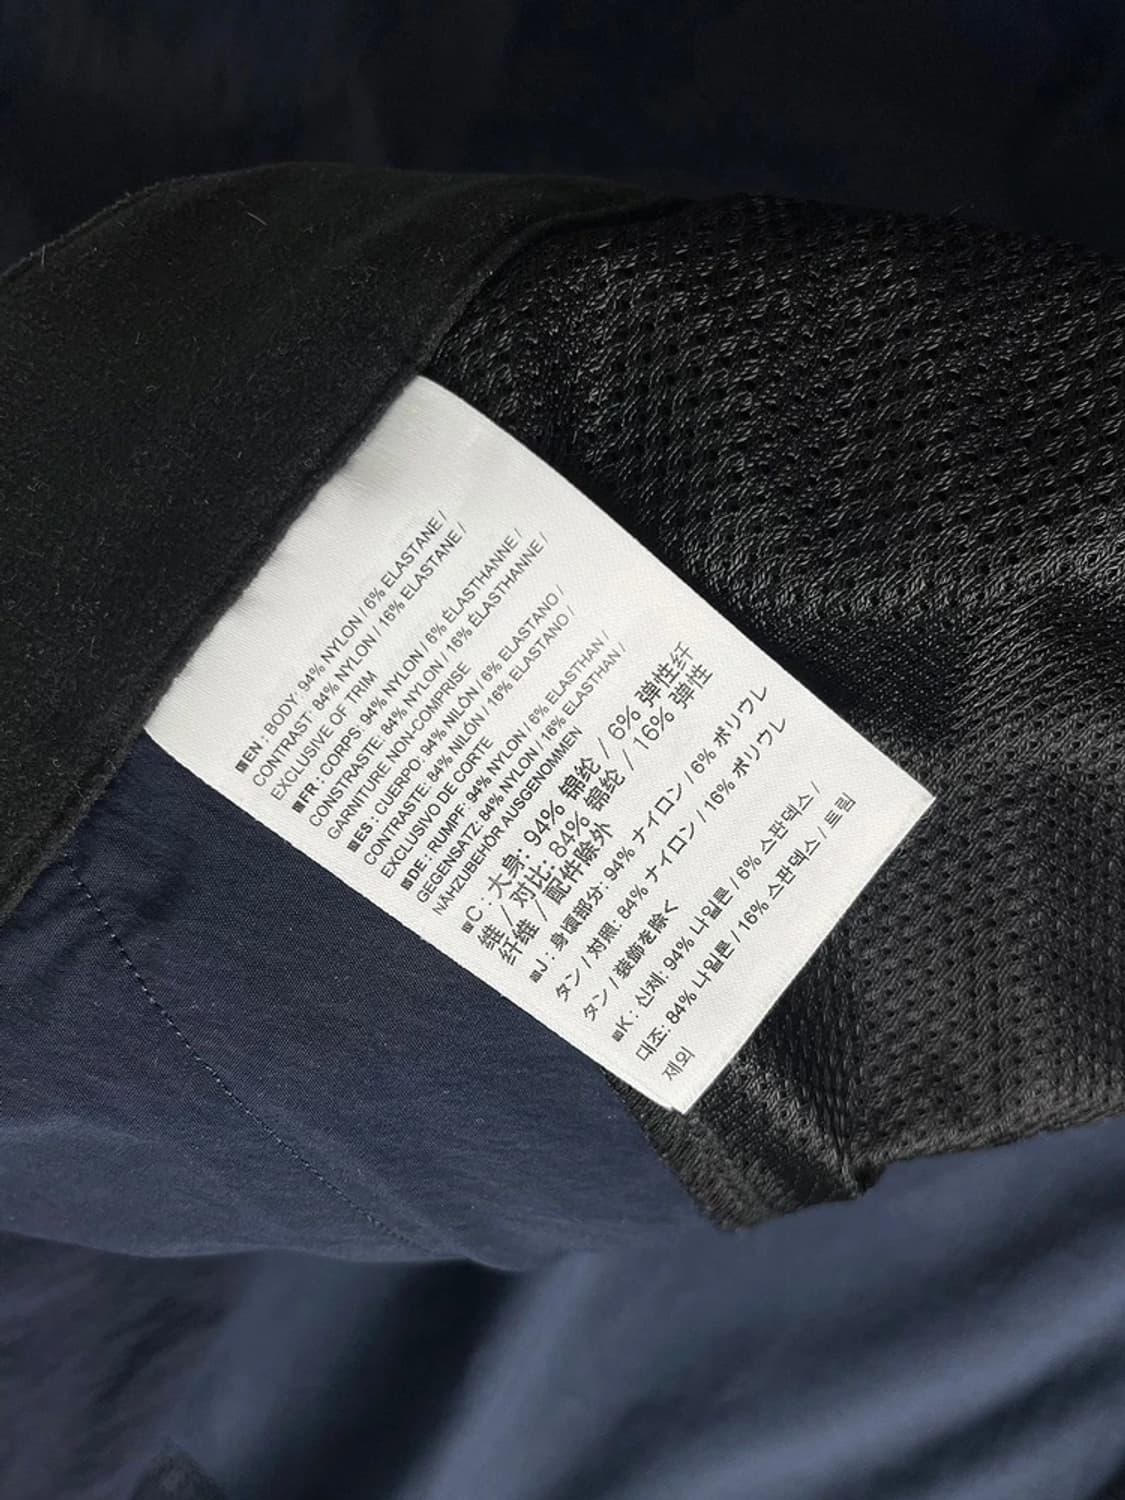 EN : BODY: 94% NYLON / 6% ELASTANE /
CONTRAST: 84% NYLON / 16% ELASTANE /
EXCLUSIVE OF TRIM
FR : CORPS: 94% NYLON / 6% ÉLASTHANNE /
CONSTRASTE: 84% NYLON / 16% ÉLASTHANNE /
GARNITURE NON-COMPRISE
ES : CUERPO: 94% NILÓN / 6% ELASTANO /
CONTRASTE: 84% NILÓN / 16% ELASTANO /
EXCLUSIVO DE CORTE
DE : RUMPF: 94% NYLON / 6% ELASTHAN /
GEGENSATZ: 84% NYLON / 16% ELASTHAN /
NÄHZUBEHÖR AUSGENOMMEN
C : 大身: 94% 锦纶 / 6% 弹性纤
维 / 对比: 84% 锦纶 / 16% 弹性
纤维 / 配件除外
J : 身頃部分: 94% ナイロン / 6% ポリウレ
タン / 対照: 84% ナイロン / 16% ポリウレ
タン / 装飾を除く
K : 신체: 94% 나일론 / 6% 스판덱스 /
대조: 84% 나일론 / 16% 스판덱스 / 트림
제외